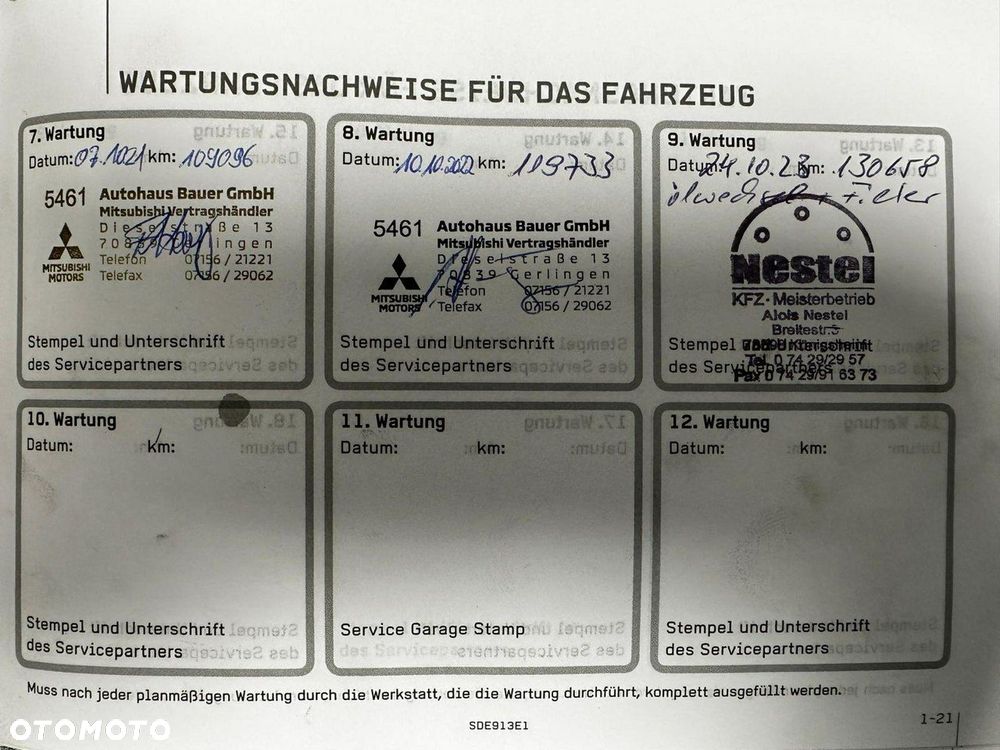 WARTUNGSNACHWEISE FÜR DAS FAHRZEUG
7. Wartung
Datum: 07.1021 km: 109096
5461 Autohaus Bauer GmbH
Mitsubishi Vertragshändler
Dieselstraße 13
70839 Gerlingen
Telefon 07156 / 21221
Telefax 07156 / 29062
MITSUBISHI
MOTORS
Stempel und Unterschrift
des Servicepartners
8. Wartung
Datum: 10.10.2022 km: 119733
5461 Autohaus Bauer GmbH
Mitsubishi Vertragshändler
Dieselstraße 13
70839 Gerlingen
Telefon 07156 / 21221
Telefax 07156 / 29062
MITSUBISHI
MOTORS
Stempel und Unterschrift
des Servicepartners
9. Wartung
Datum: 24.10.23 km: 130658
ölwechsel +
Nestel
KFZ-Meisterbetrieb
Alois Nestel
Breitestr.
Stempel und Unterschrift
Tel. 0 74 29/29 57
des Servicepartners
Fax 0 74 29/91 63 73
10. Wartung
Datum: km:
Stempel und Unterschrift
des Servicepartners
11. Wartung
Datum: km:
Service Garage Stamp
12. Wartung
Datum: km:
Stempel und Unterschrift
des Servicepartners
Muss nach jeder planmäßigen Wartung durch die Werkstatt, die die Wartung durchführt, komplett ausgefüllt werden.
SDE913E1
1-21
OTOMOTO